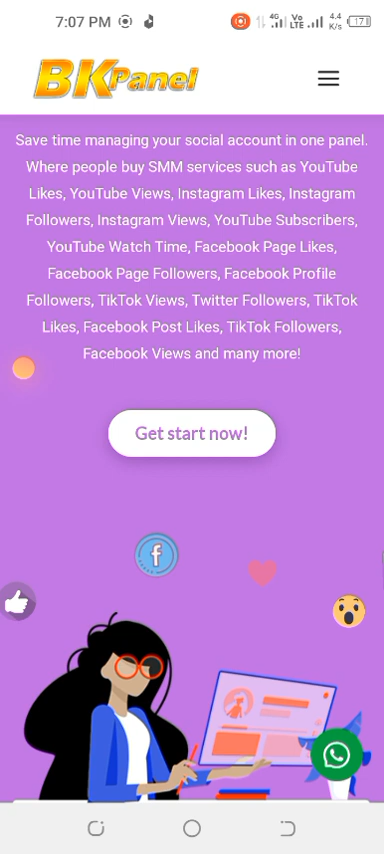 7:07 PM 4G Vo LTE 4.4 K/s 17
BKPanel
Save time managing your social account in one panel.
Where people buy SMM services such as YouTube
Likes, YouTube Views, Instagram Likes, Instagram
Followers, Instagram Views, YouTube Subscribers,
YouTube Watch Time, Facebook Page Likes,
Facebook Page Followers, Facebook Profile
Followers, TikTok Views, Twitter Followers, TikTok
Likes, Facebook Post Likes, TikTok Followers,
Facebook Views and many more!
Get start now!